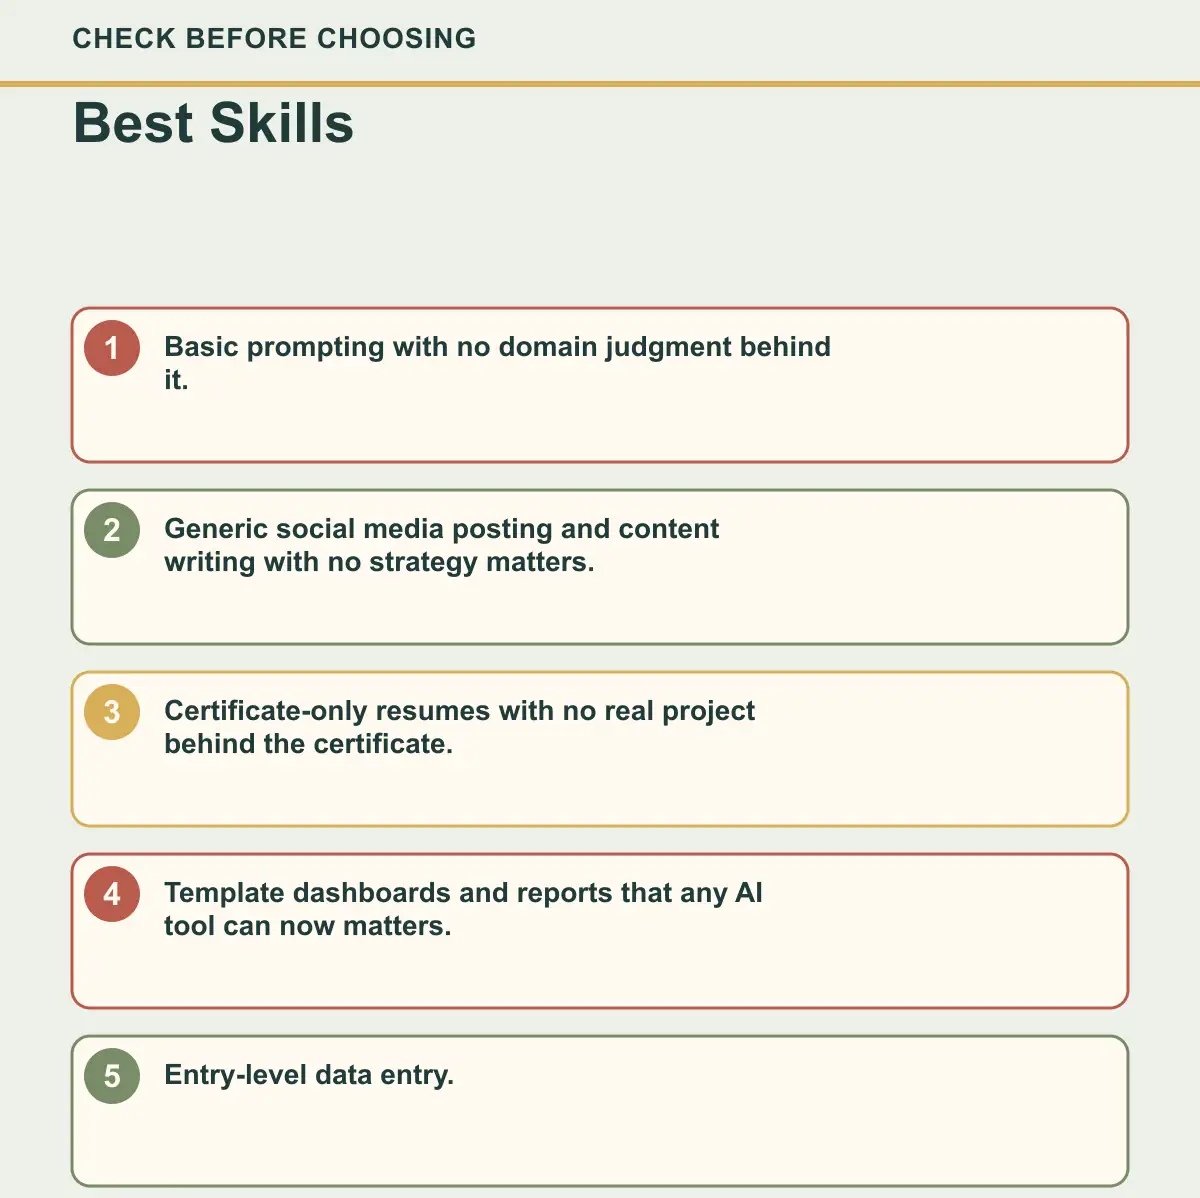 CHECK BEFORE CHOOSING
Best Skills
1
Basic prompting with no domain judgment behind
it.
2
Generic social media posting and content
writing with no strategy matters.
3
Certificate-only resumes with no real project
behind the certificate.
4
Template dashboards and reports that any AI
tool can now matters.
5
Entry-level data entry.